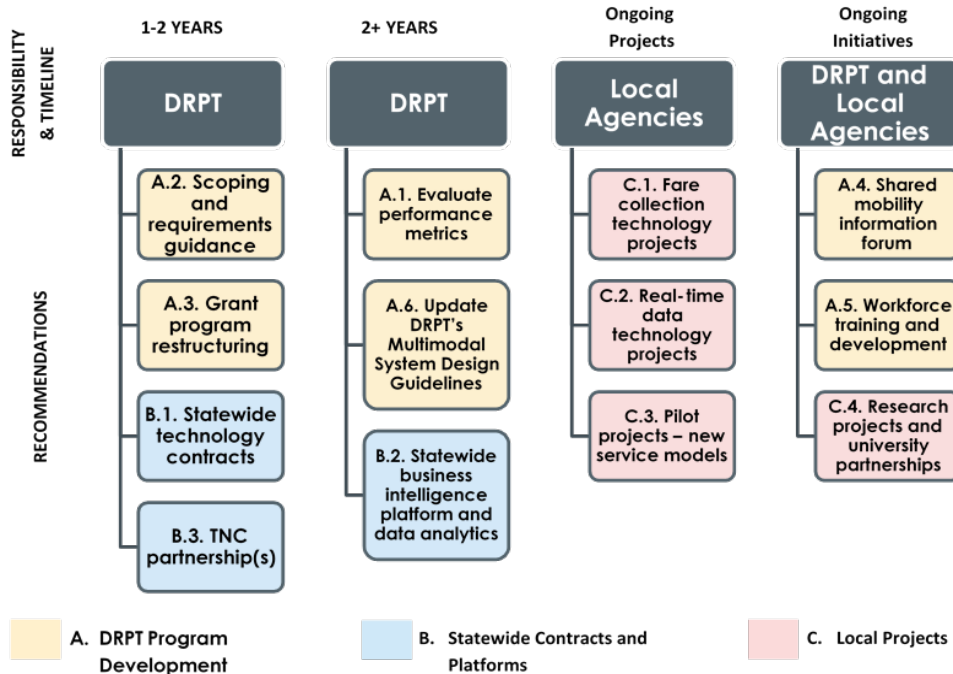 RESPONSIBILITY
& TIMELINE
1-2 YEARS
2+ YEARS
Ongoing
Projects
Ongoing
Initiatives
DRPT
DRPT
Local
Agencies
DRPT and
Local
Agencies
RECOMMENDATIONS
A.2. Scoping
and
requirements
guidance
A.3. Grant
program
restructuring
B.1. Statewide
technology
contracts
B.3. TNC
partnership(s)
A.1. Evaluate
performance
metrics
A.6. Update
DRPT's
Multimodal
System Design
Guidelines
B.2. Statewide
business
intelligence
platform and
data analytics
C.1. Fare
collection
technology
projects
C.2. Real-time
data
technology
projects
C.3. Pilot
projects – new
service models
A.4. Shared
mobility
information
forum
A.5. Workforce
training and
development
C.4. Research
projects and
university
partnerships
A. DRPT Program
Development
B. Statewide Contracts and
Platforms
C. Local Projects